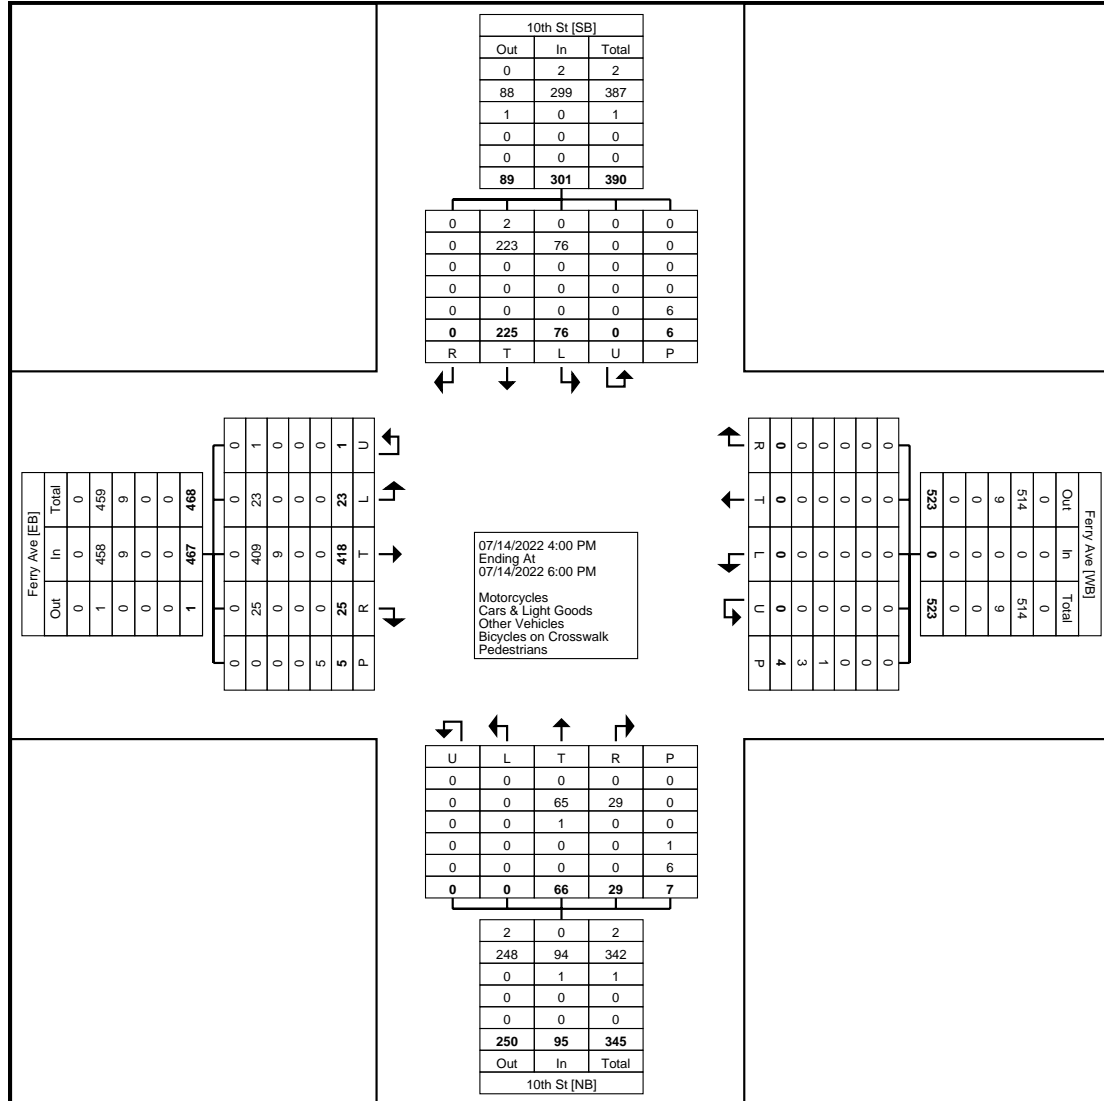 10th St [SB]
Out In Total
0 2 2
88 299 387
1 0 1
0 0 0
0 0 0
89 301 390
0 2 0 0 0
0 223 76 0 0
0 0 0 0 0
0 0 0 0 0
0 0 0 0 6
0 225 76 0 6
R T L U P
Ferry Ave [EB]
Total 0 459 9 0 0 468
In 0 458 9 0 0 467
Out 0 1 0 0 0 1
0 1 0 0 0 1 U
0 23 0 0 0 23 L
0 409 9 0 0 418 T
0 25 0 0 0 25 R
0 0 0 0 5 5 P
07/14/2022 4:00 PM
Ending At
07/14/2022 6:00 PM
Motorcycles
Cars & Light Goods
Other Vehicles
Bicycles on Crosswalk
Pedestrians
R 0 0 0 0 0 0
T 0 0 0 0 0 0
L 0 0 0 0 0 0
U 0 0 0 0 0 0
P 4 3 1 0 0 0
Ferry Ave [WB]
523 0 0 9 514 0 Out
0 0 0 0 0 0 In
523 0 0 9 514 0 Total
U L T R P
0 0 0 0 0
0 0 65 29 0
0 0 1 0 0
0 0 0 0 1
0 0 0 0 6
0 0 66 29 7
2 0 2
248 94 342
0 1 1
0 0 0
0 0 0
250 95 345
Out In Total
10th St [NB]